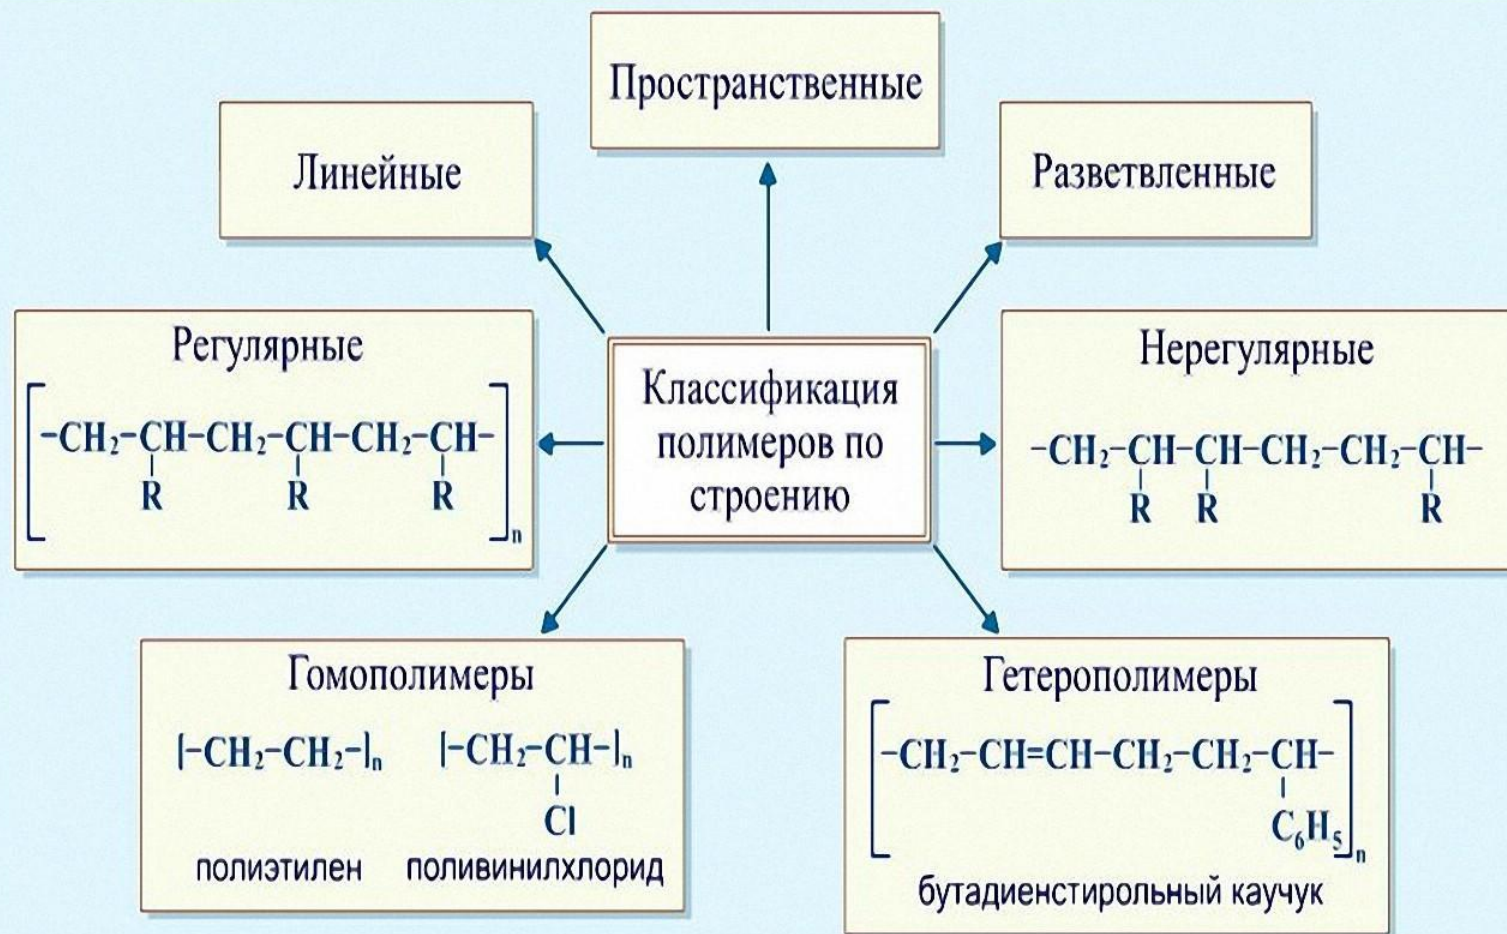 Пространственные
Линейные
Разветвленные
Регулярные
[-CH₂-CH-CH₂-CH-CH₂-CH-]n
R R R
Классификация
полимеров по
строению
Нерегулярные
-CH₂-CH-CH-CH₂-CH₂-CH-
R R R
Гомополимеры
|-CH₂-CH₂-|n |-CH₂-CH-|n
Cl
полиэтилен поливинилхлорид
Гетерополимеры
[-CH₂-CH=CH-CH₂-CH₂-CH-]n
C₆H₅
бутадиенстирольный каучук